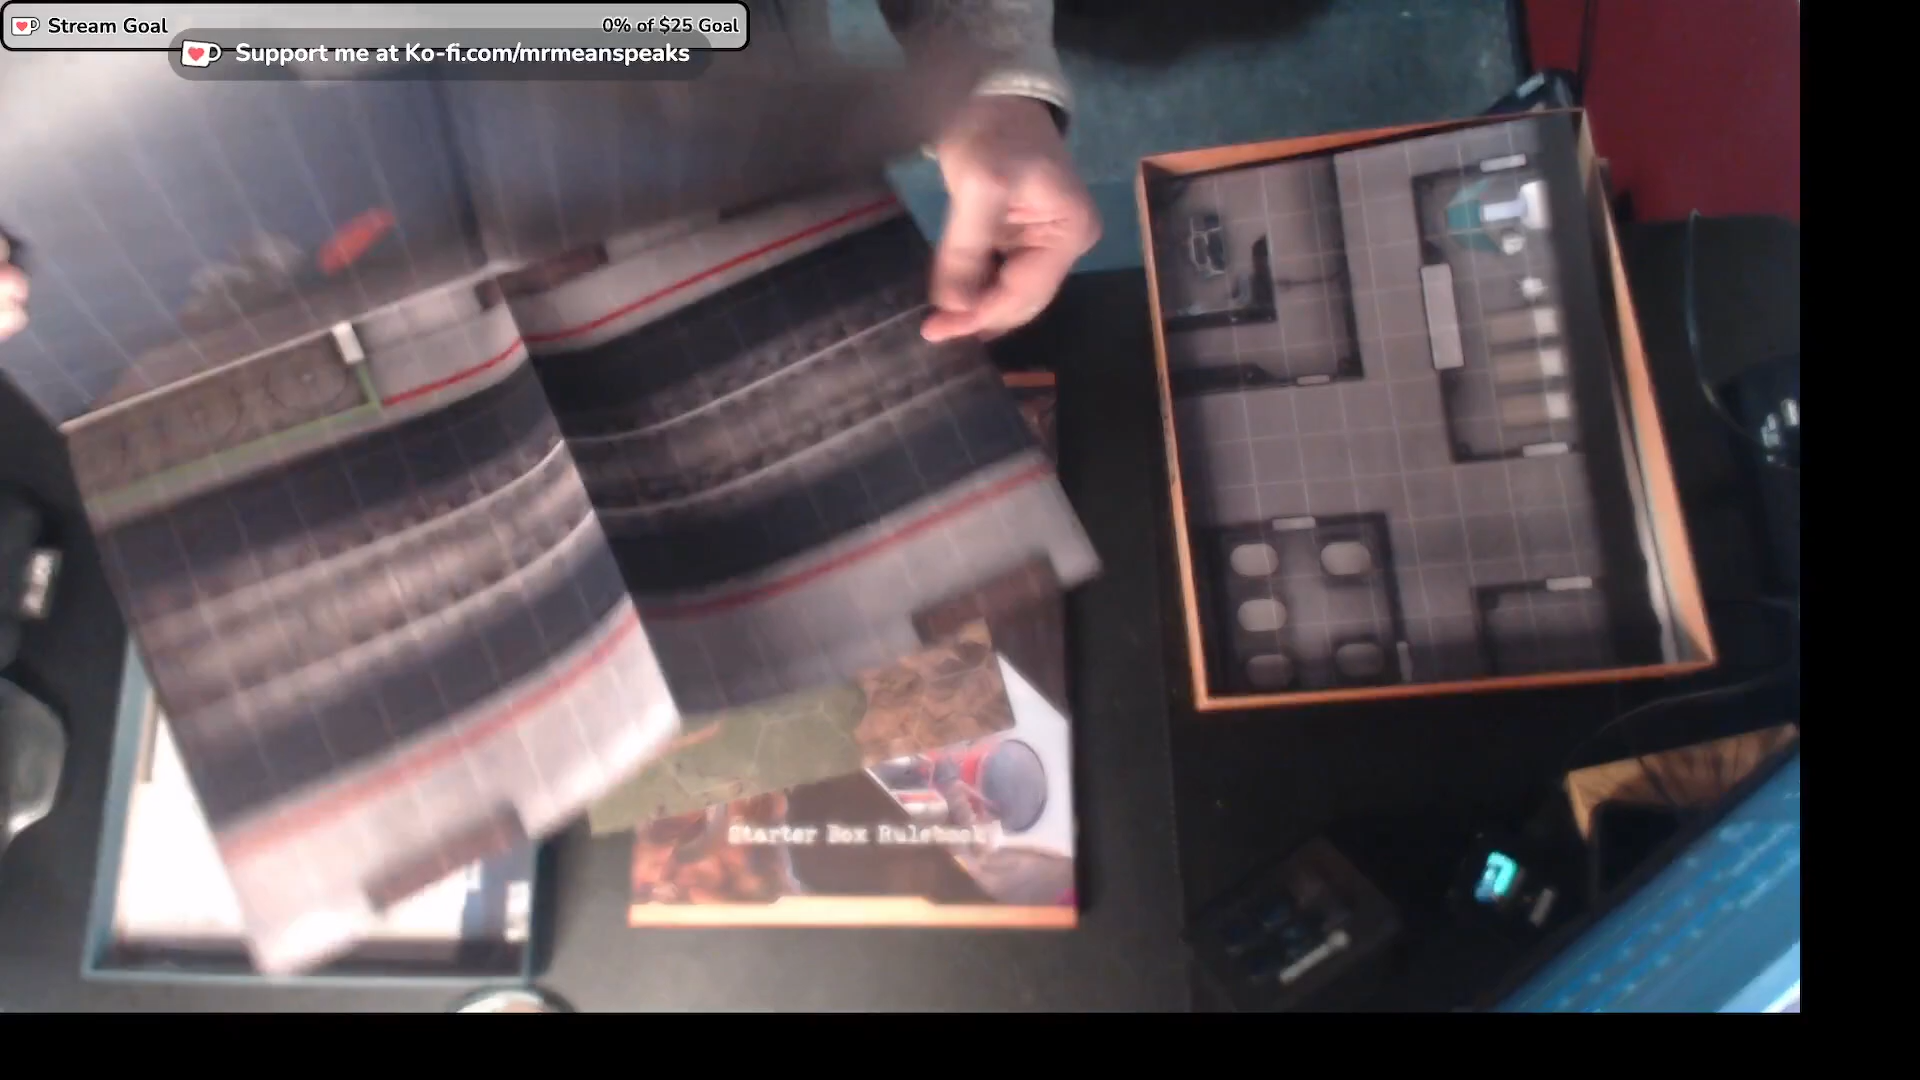 Stream Goal
0% of $25 Goal
Support me at Ko-fi.com/mrmeanspeaks
Starter Box Rulebook